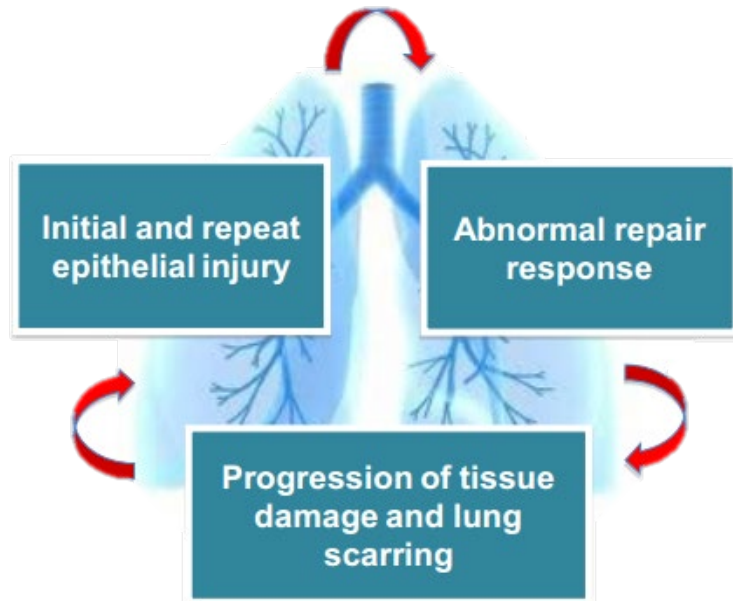 Initial and repeat
epithelial injury
Abnormal repair
response
Progression of tissue
damage and lung
scarring